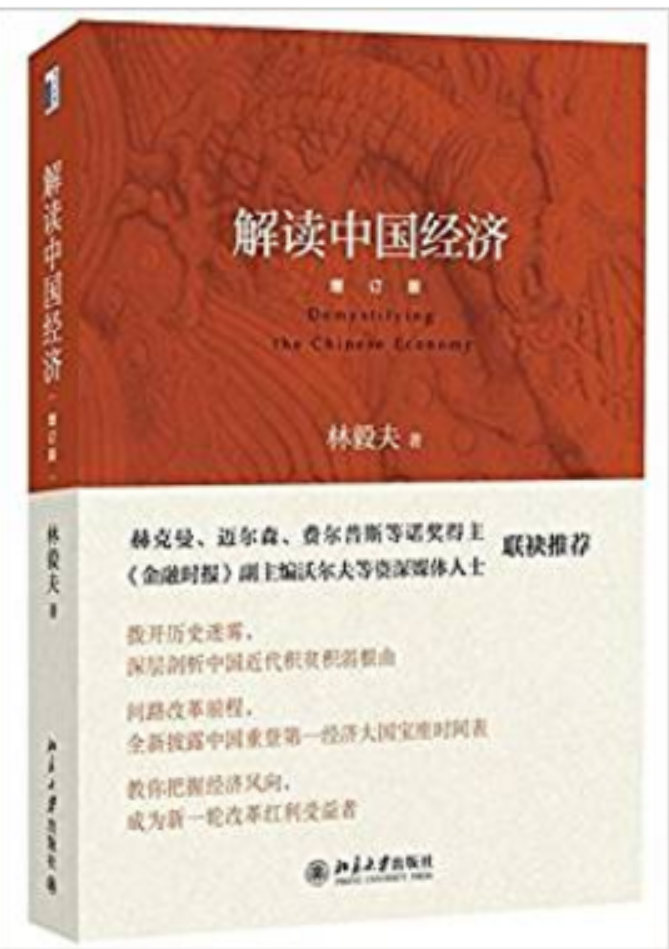 解读中国经济
增订版
Demystifying
the Chinese Economy
林毅夫 著
赫克曼、迈尔森、费尔普斯等诺奖得主
《金融时报》副主编沃尔夫等资深媒体人士
联袂推荐
拨开历史迷雾,
深层剖析中国近代积贫积弱根由
问路改革前程,
全新披露中国重登第一经济大国宝座时间表
教你把握经济风向,
成为新一轮改革红利受益者
北京大学出版社
PEKING UNIVERSITY PRESS
解读中国经济
增订版
林毅夫 著
北京大学出版社